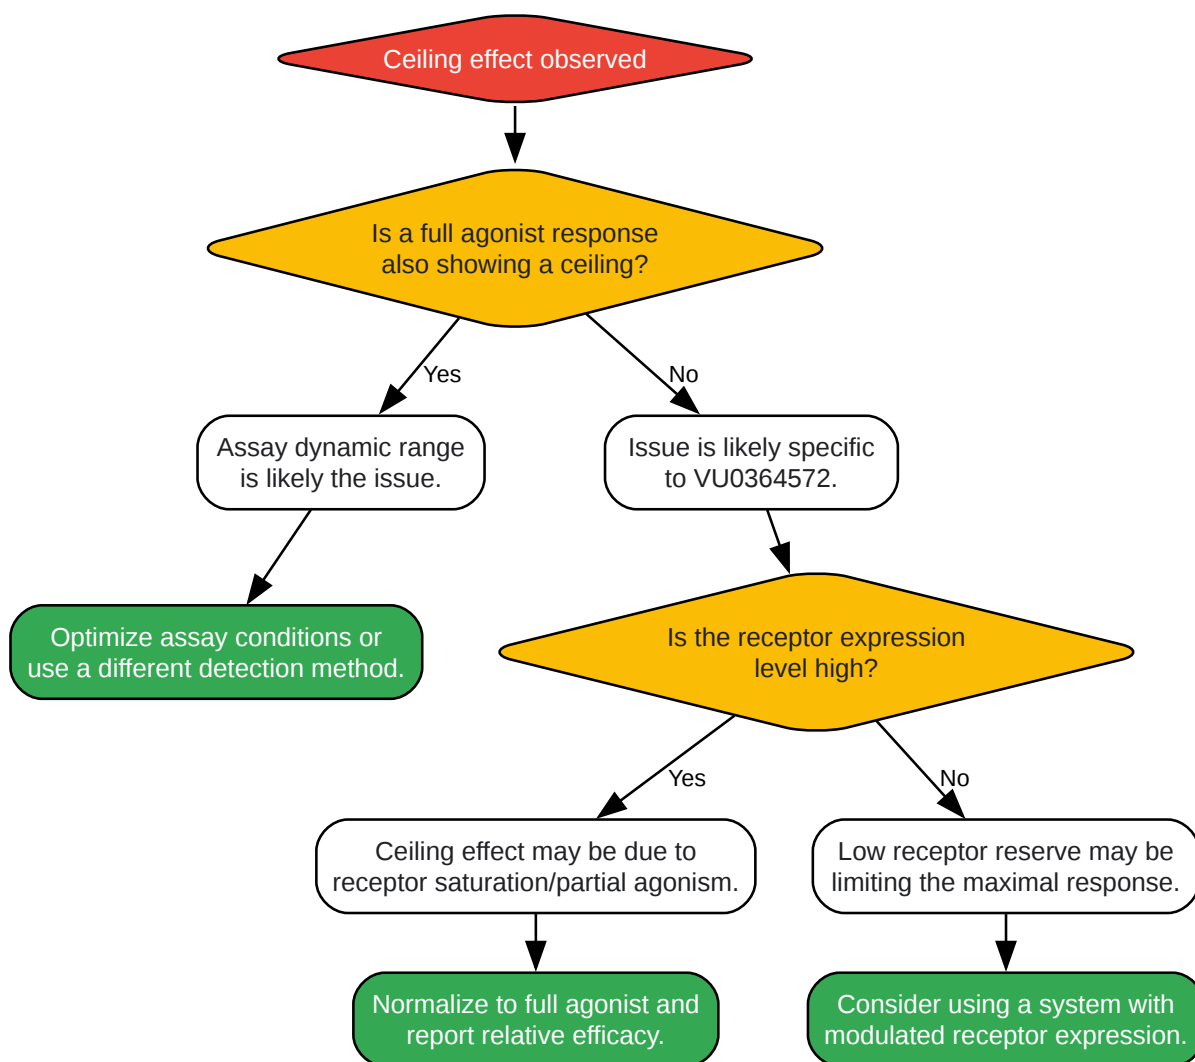 Ceiling effect observed
Is a full agonist response
also showing a ceiling?
Yes
No
Assay dynamic range
is likely the issue.
Issue is likely specific
to VU0364572.
Optimize assay conditions or
use a different detection method.
Is the receptor expression
level high?
Yes
No
Ceiling effect may be due to
receptor saturation/partial agonism.
Low receptor reserve may be
limiting the maximal response.
Normalize to full agonist and
report relative efficacy.
Consider using a system with
modulated receptor expression.